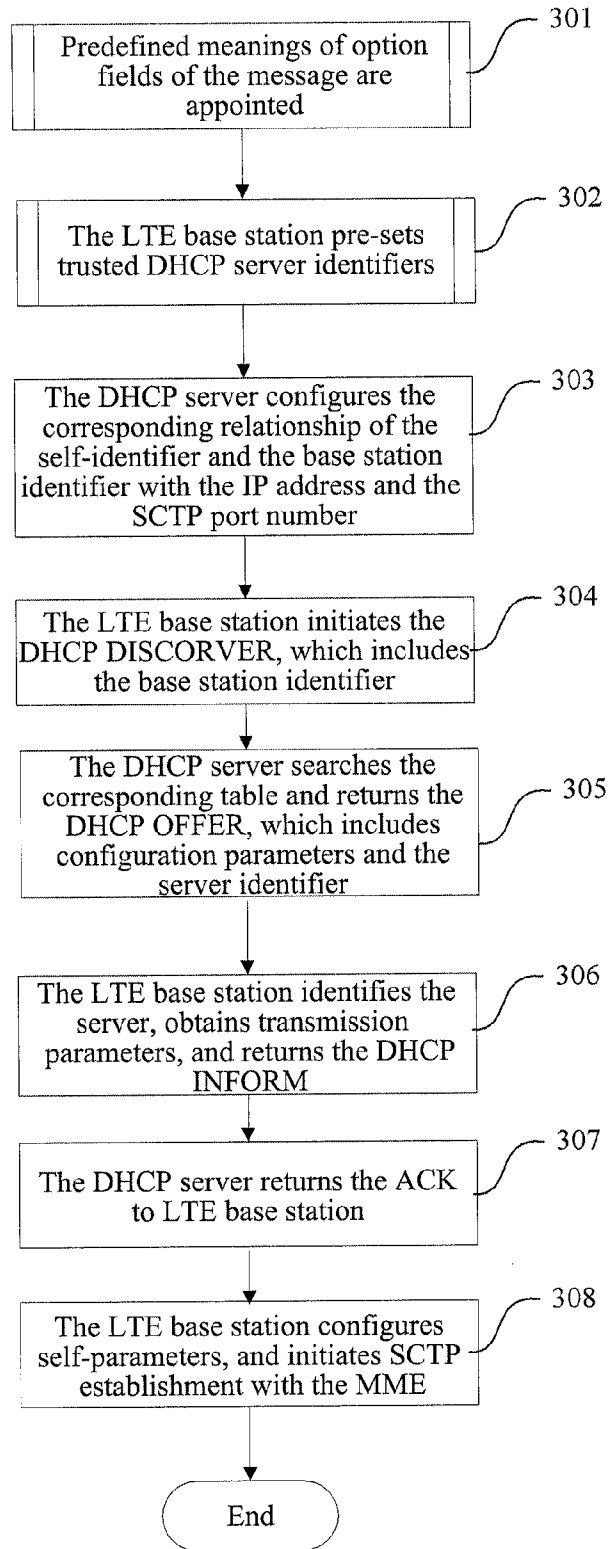 301
Predefined meanings of option
fields of the message are
appointed
302
The LTE base station pre-sets
trusted DHCP server identifiers
303
The DHCP server configures the
corresponding relationship of the
self-identifier and the base station
identifier with the IP address and the
SCTP port number
304
The LTE base station initiates the
DHCP DISCORVER, which includes
the base station identifier
305
The DHCP server searches the
corresponding table and returns the
DHCP OFFER, which includes
configuration parameters and the
server identifier
306
The LTE base station identifies the
server, obtains transmission
parameters, and returns the DHCP
INFORM
307
The DHCP server returns the ACK
to LTE base station
308
The LTE base station configures
self-parameters, and initiates SCTP
establishment with the MME
End